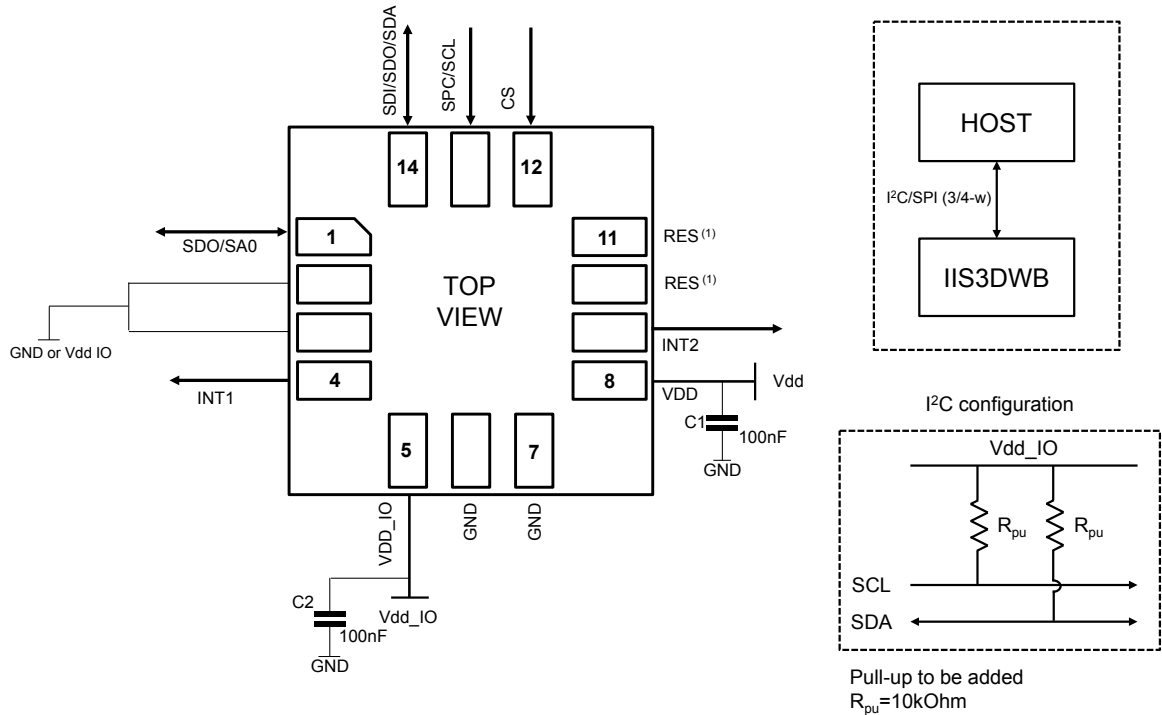 SDI/SDO/SDA
SPC/SCL
CS
14
12
1
SDO/SA0
11
RES (1)
RES (1)
TOP
VIEW
GND or Vdd IO
INT2
4
INT1
8
VDD
Vdd
C1
100nF
GND
5
7
VDD_IO
GND
GND
C2
100nF
GND
Vdd_IO
HOST
I²C/SPI (3/4-w)
IIS3DWB
I²C configuration
Vdd_IO
Rpu
Rpu
SCL
SDA
Pull-up to be added
Rpu=10kOhm